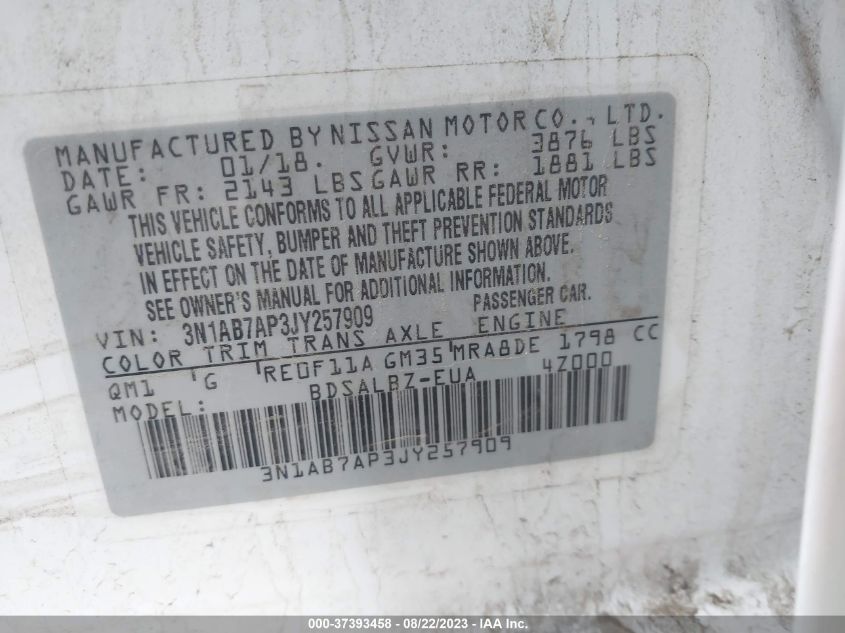 MANUFACTURED BY NISSAN MOTOR CO., LTD.
DATE: 01/18. GVWR: 3876 LBS
GAWR FR: 2143 LBS GAWR RR: 1881 LBS
THIS VEHICLE CONFORMS TO ALL APPLICABLE FEDERAL MOTOR
VEHICLE SAFETY, BUMPER AND THEFT PREVENTION STANDARDS
IN EFFECT ON THE DATE OF MANUFACTURE SHOWN ABOVE.
SEE OWNER'S MANUAL FOR ADDITIONAL INFORMATION.
VIN: 3N1AB7AP3JY257909 PASSENGER CAR.
COLOR TRIM TRANS AXLE ENGINE
QM1 'G 'RE0F11A GM35'MRA8DE 1798 CC
MODEL: BDSALBZ-EUA 4Z000
3N1AB7AP3JY257909
000-37393458 - 08/22/2023 - IAA Inc.